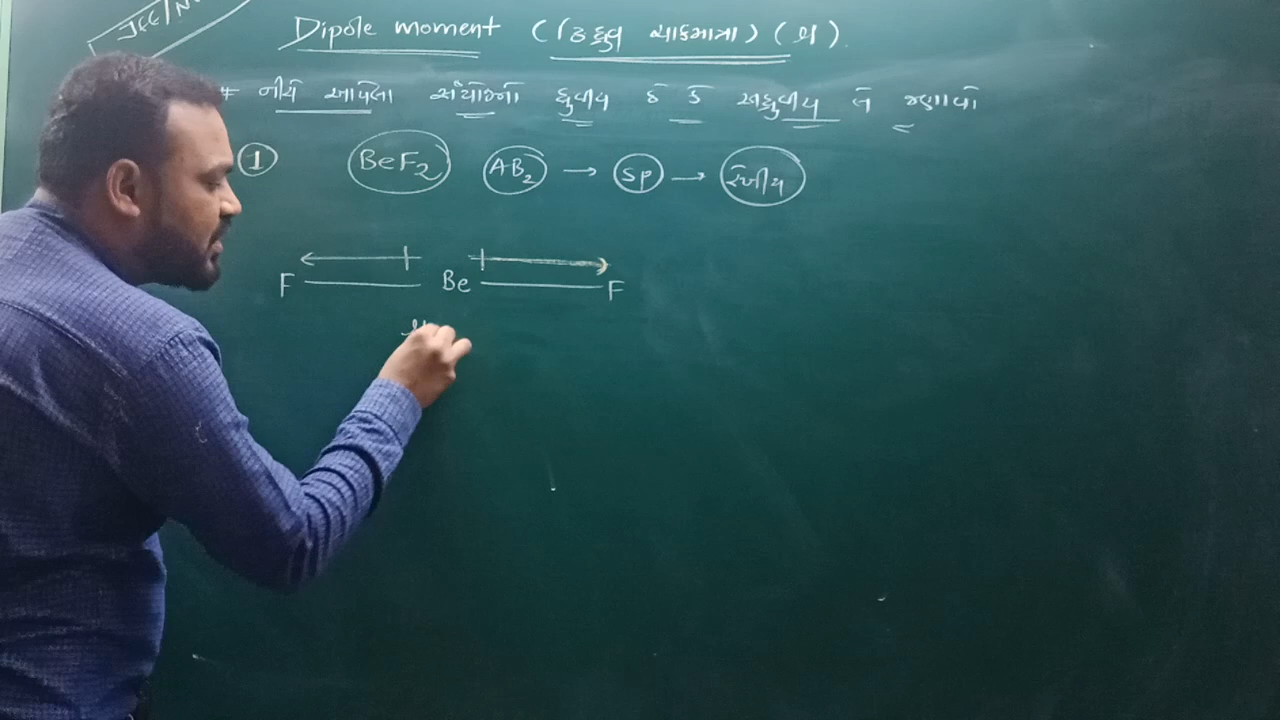 JEE/N
Dipole moment (દ્વિધ્રુવ ચાકમાત્રા) (μ).
* નીચે આપેલા સંયોજનો ધ્રુવીય છે કે અધ્રુવીય તે જણાવો
1 BeF2 AB2 → sp → રેખીય
F Be F
μ